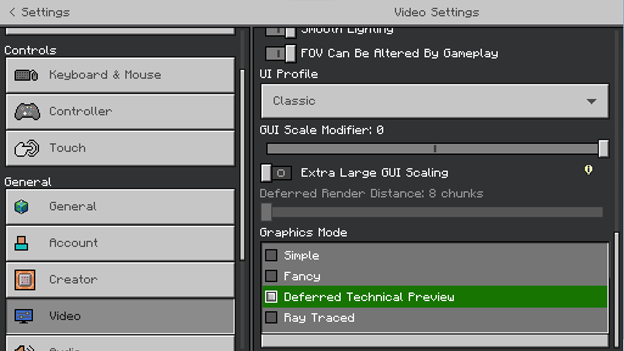 Settings
Video Settings
Controls
Keyboard & Mouse
Controller
Touch
General
General
Account
Creator
Video
Audio
Smooth Lighting
FOV Can Be Altered By Gameplay
UI Profile
Classic
GUI Scale Modifier: 0
Extra Large GUI Scaling
Deferred Render Distance: 8 chunks
Graphics Mode
Simple
Fancy
Deferred Technical Preview
Ray Traced